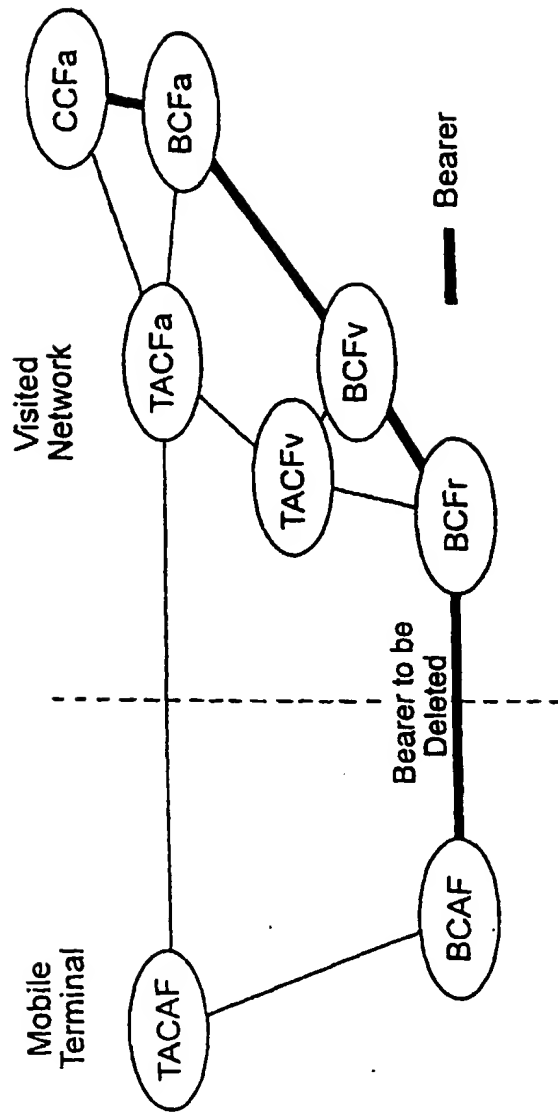 Mobile
Terminal
Visited
Network
TACAF
TACFa
CCFa
BCFa
TACFv
BCFv
BCFr
BCAF
Bearer to be
Deleted
Bearer